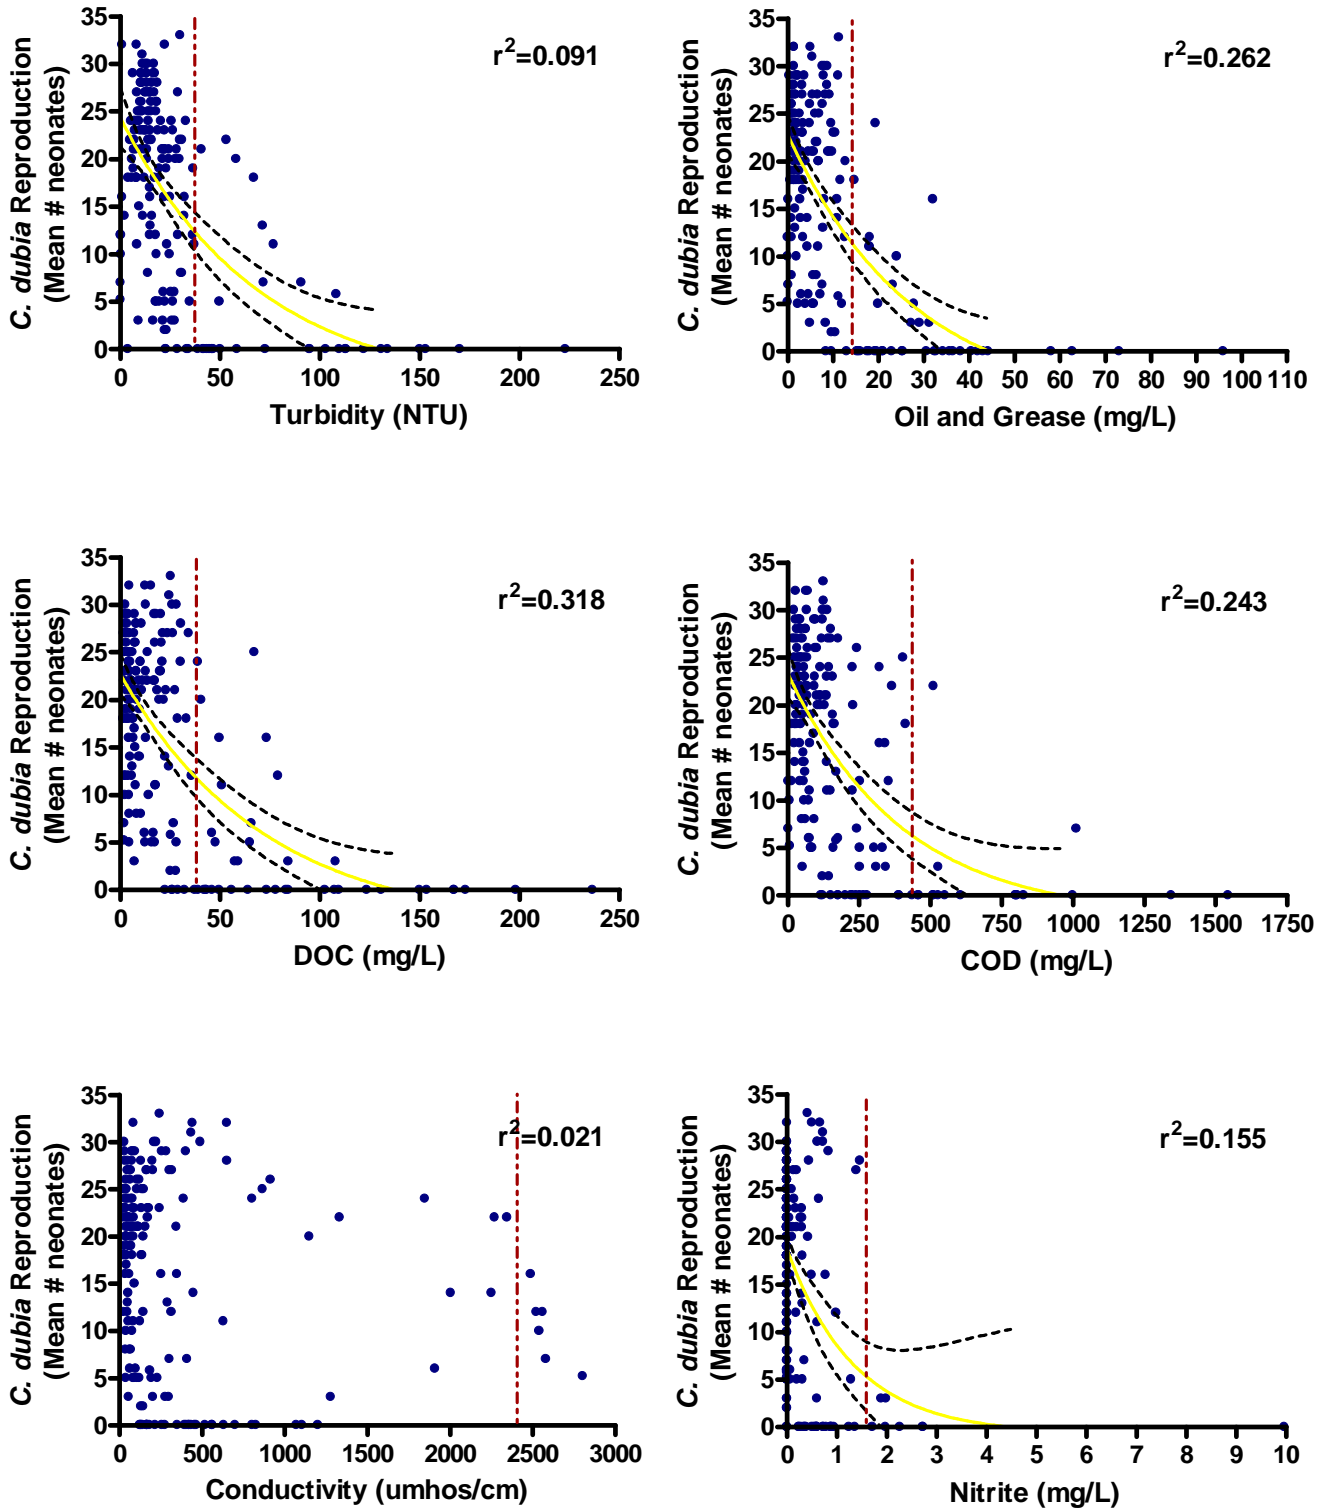 35
30
25
20
15
10
5
0
C. dubia Reproduction
(Mean # neonates)
r²=0.091
0 50 100 150 200 250
Turbidity (NTU)
35
30
25
20
15
10
5
0
C. dubia Reproduction
(Mean # neonates)
r²=0.262
0 10 20 30 40 50 60 70 80 90 100 110
Oil and Grease (mg/L)
35
30
25
20
15
10
5
0
C. dubia Reproduction
(Mean # neonates)
r²=0.318
0 50 100 150 200 250
DOC (mg/L)
35
30
25
20
15
10
5
0
C. dubia Reproduction
(Mean # neonates)
r²=0.243
0 250 500 750 1000 1250 1500 1750
COD (mg/L)
35
30
25
20
15
10
5
0
C. dubia Reproduction
(Mean # neonates)
r²=0.021
0 500 1000 1500 2000 2500 3000
Conductivity (umhos/cm)
35
30
25
20
15
10
5
0
C. dubia Reproduction
(Mean # neonates)
r²=0.155
0 1 2 3 4 5 6 7 8 9 10
Nitrite (mg/L)